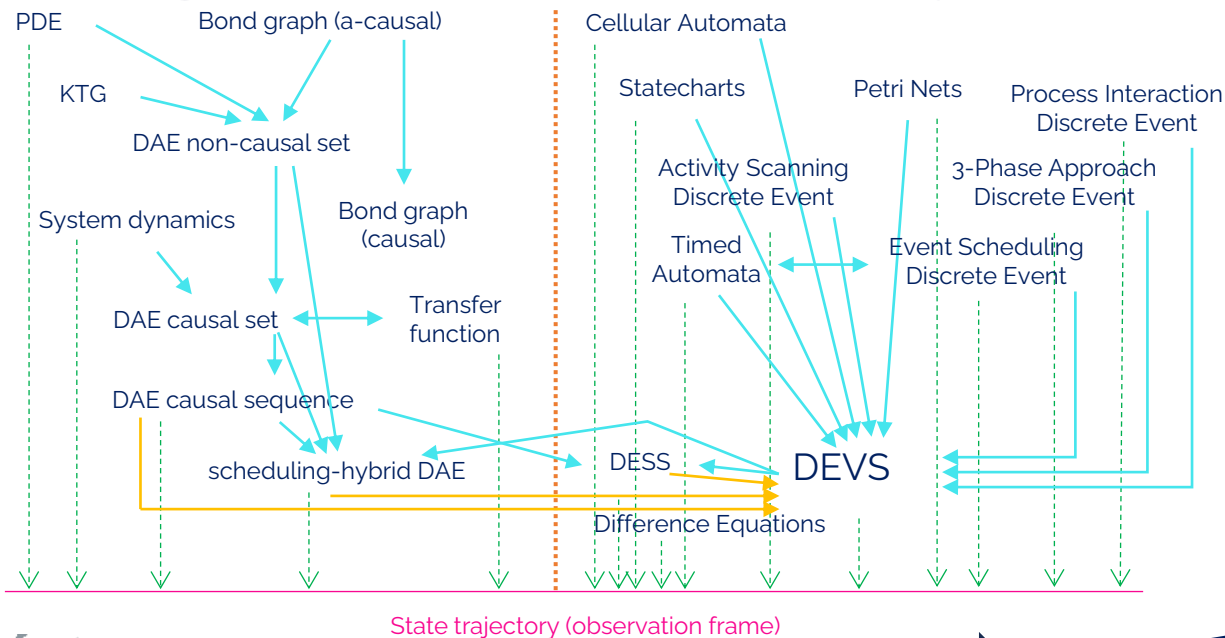 PDE
Bond graph (a-causal)
Cellular Automata
KTG
Statecharts
Petri Nets
Process Interaction
Discrete Event
DAE non-causal set
Activity Scanning
Discrete Event
3-Phase Approach
Discrete Event
System dynamics
Bond graph
(causal)
Timed
Automata
Event Scheduling
Discrete Event
DAE causal set
Transfer
function
DAE causal sequence
scheduling-hybrid DAE
DESS
DEVS
Difference Equations
State trajectory (observation frame)